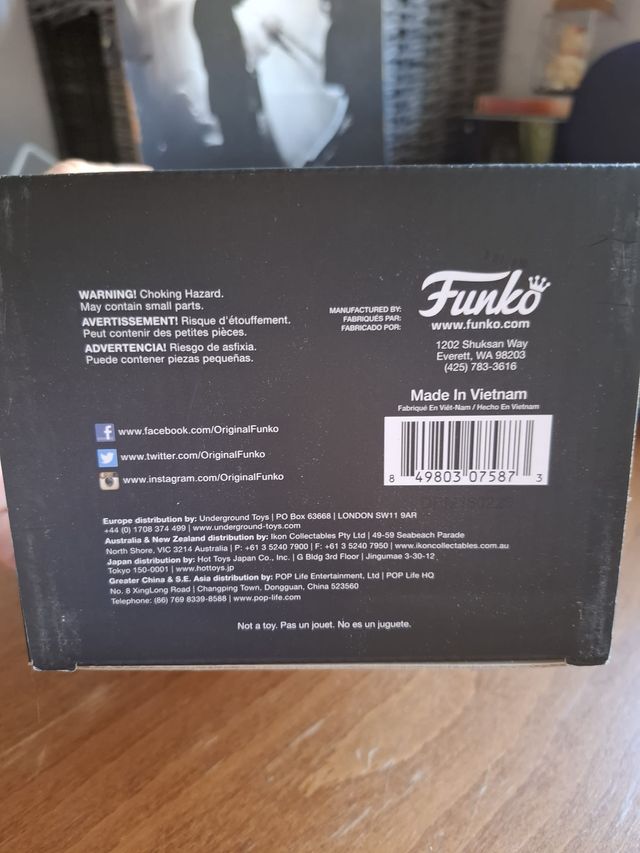 WARNING! Choking Hazard.
May contain small parts.
AVERTISSEMENT! Risque d'étouffement.
Peut contenir des petites pièces.
ADVERTENCIA! Riesgo de asfixia.
Puede contener piezas pequeñas.
MANUFACTURED BY:
FABRIQUÉS PAR:
FABRICADO POR:
Funko
www.funko.com
1202 Shuksan Way
Everett, WA 98203
(425) 783-3616
Made In Vietnam
Fabriqué En Viêt-Nam / Hecho En Vietnam
8 49803 07587 3
f www.facebook.com/OriginalFunko
www.twitter.com/OriginalFunko
www.instagram.com/OriginalFunko
Europe distribution by: Underground Toys | PO Box 63668 | LONDON SW11 9AR
+44 (0) 1708 374 499 | www.underground-toys.com
Australia & New Zealand distribution by: Ikon Collectables Pty Ltd | 49-59 Seabeach Parade
North Shore, VIC 3214 Australia | P: +61 3 5240 7900 | F: +61 3 5240 7950 | www.ikoncollectables.com.au
Japan distribution by: Hot Toys Japan Co., Inc. | G Bldg 3rd Floor | Jingumae 3-30-12
Tokyo 150-0001 | www.hottoys.jp
Greater China & S.E. Asia distribution by: POP Life Entertainment, Ltd | POP Life HQ
No. 8 XingLong Road | Changping Town, Dongguan, China 523560
Telephone: (86) 769 8339-8588 | www.pop-life.com
Not a toy. Pas un jouet. No es un juguete.